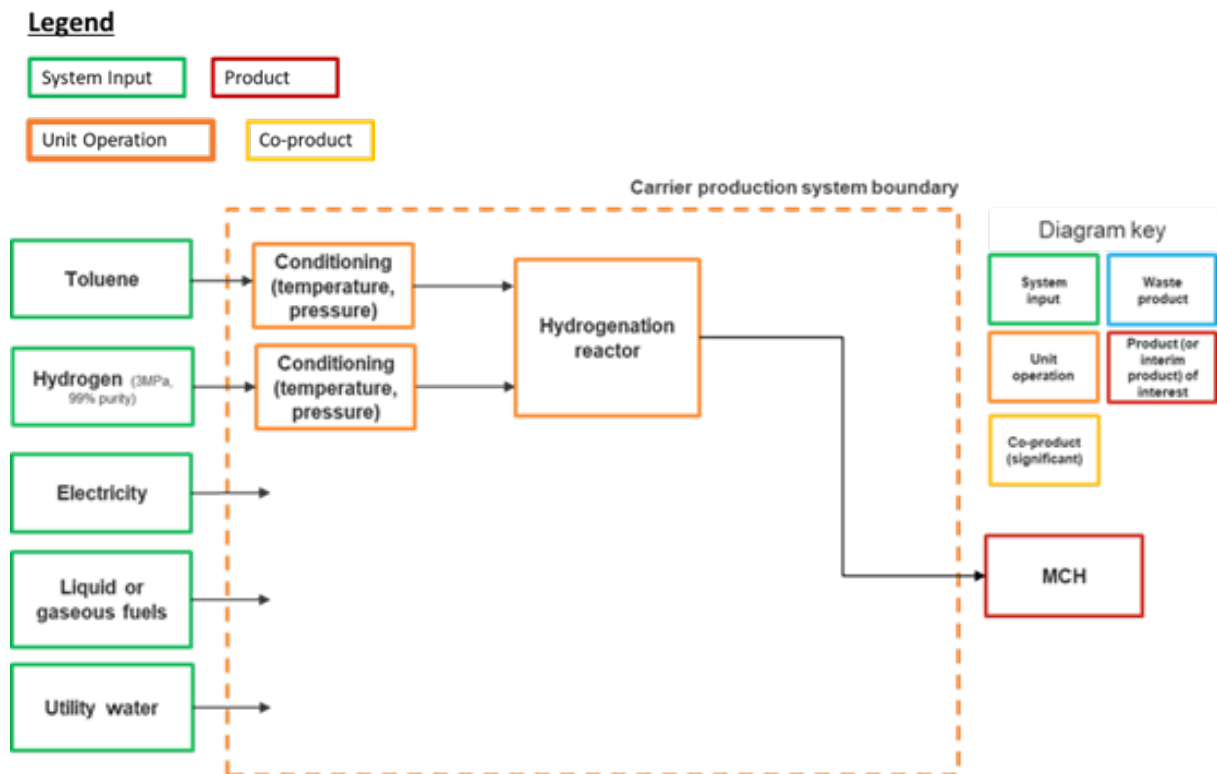 Legend
System Input
Product
Unit Operation
Co-product
Carrier production system boundary
Toluene
Conditioning
(temperature,
pressure)
Hydrogenation
reactor
Hydrogen (3MPa,
99% purity)
Conditioning
(temperature,
pressure)
Electricity
Liquid or
gaseous fuels
Utility water
Diagram key
System
input
Waste
product
Unit
operation
Product (or
interim
product) of
interest
Co-product
(significant)
MCH